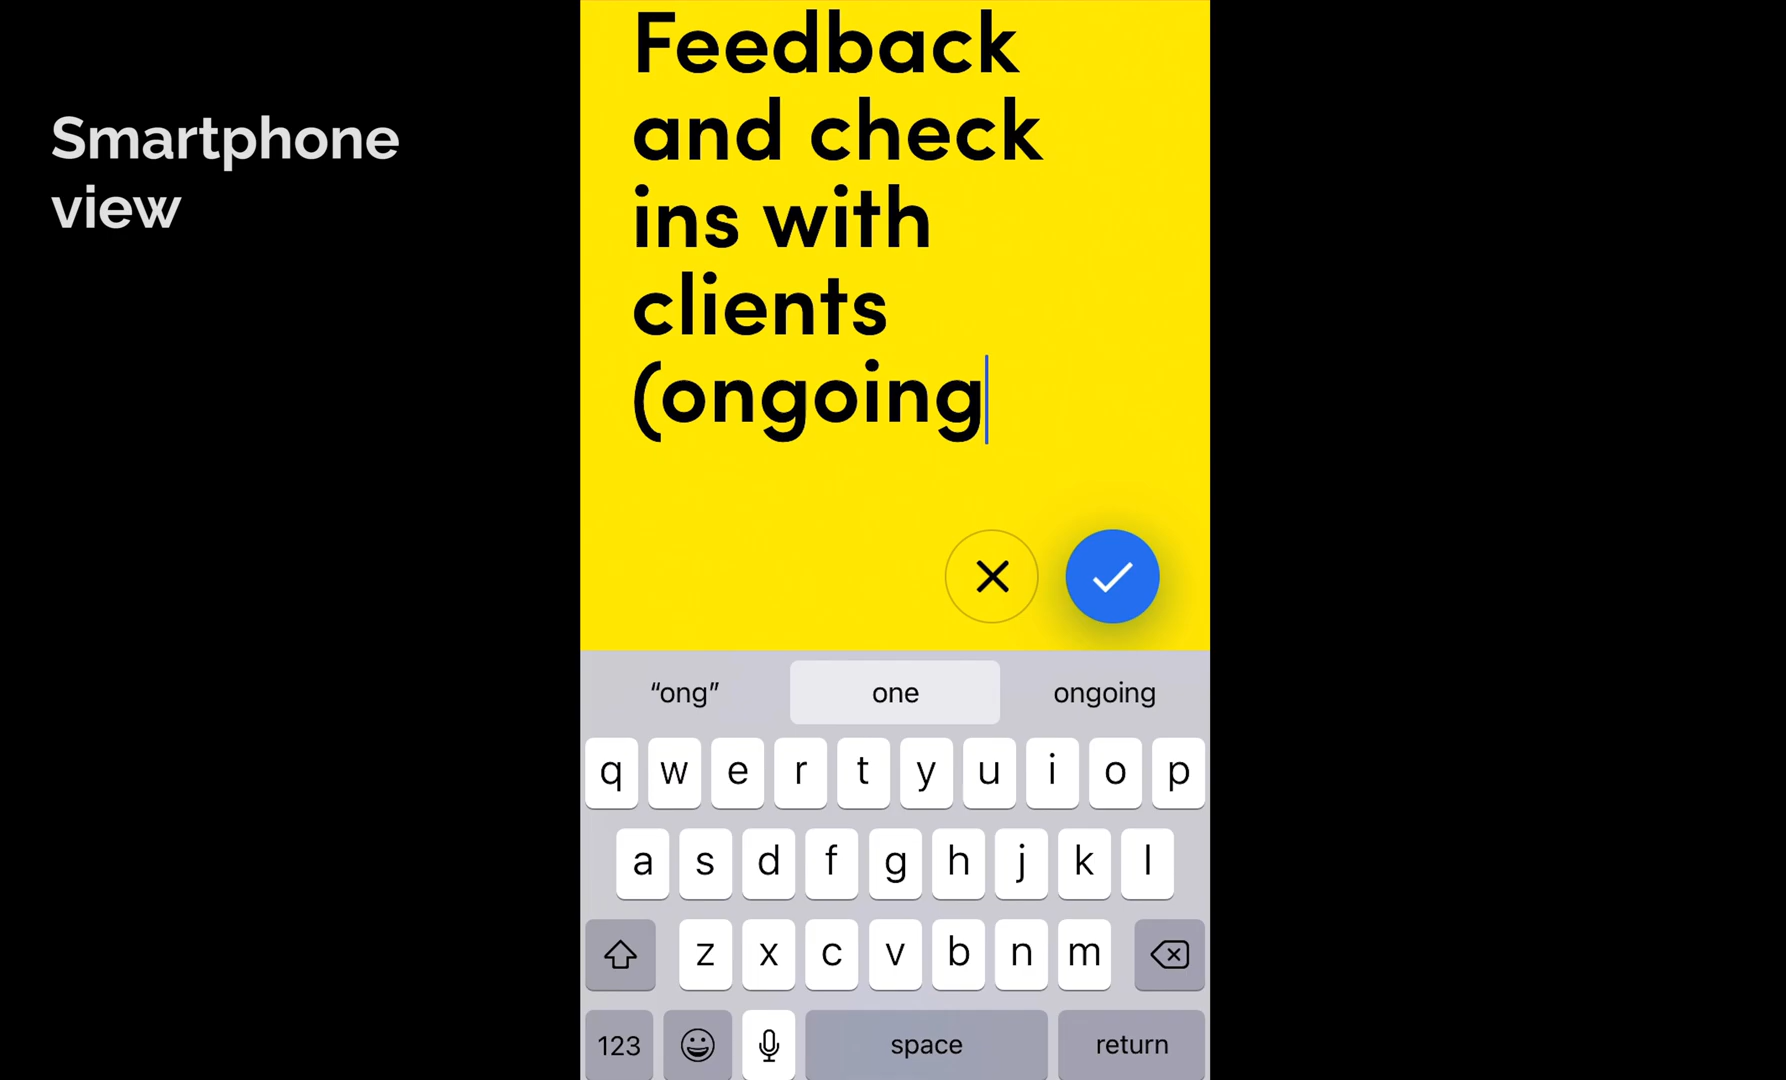 Smartphone
view
Feedback
and check
ins with
clients
(ongoing
“ong” one ongoing
q w e r t y u i o p
a s d f g h j k l
z x c v b n m
123 space return